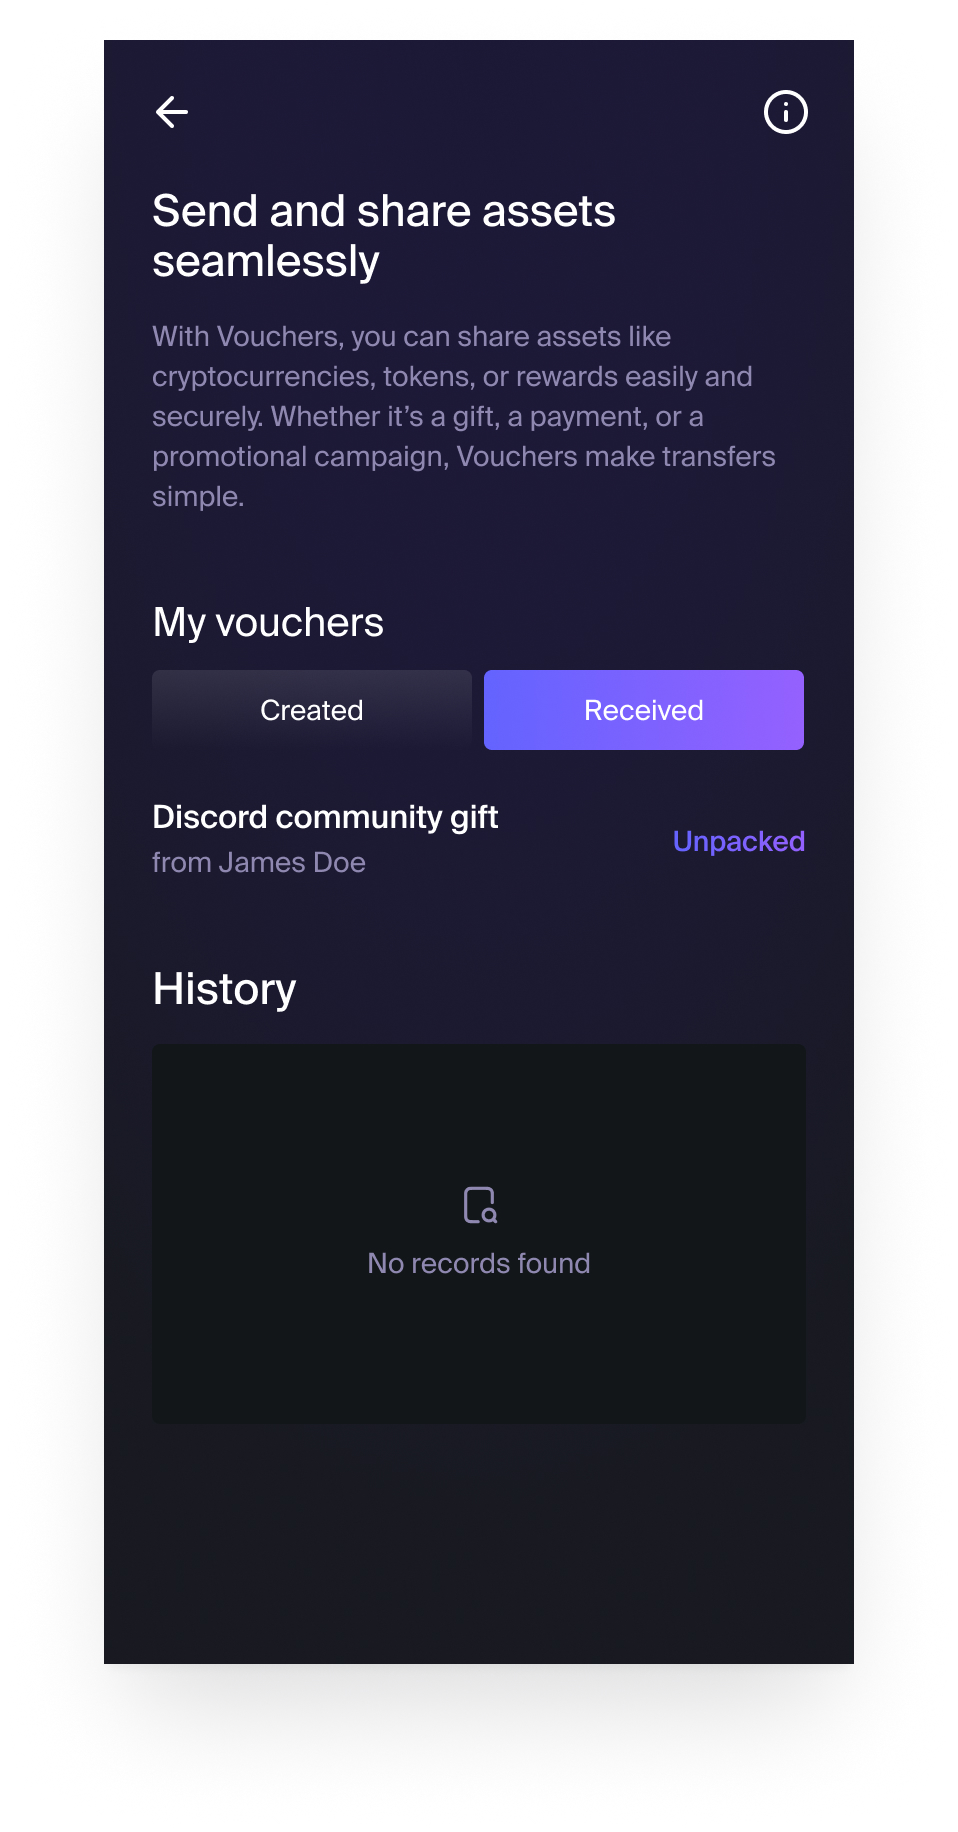 Send and share assets
seamlessly
With Vouchers, you can share assets like
cryptocurrencies, tokens, or rewards easily and
securely. Whether it’s a gift, a payment, or a
promotional campaign, Vouchers make transfers
simple.
My vouchers
Created
Received
Discord community gift
from James Doe
Unpacked
History
No records found